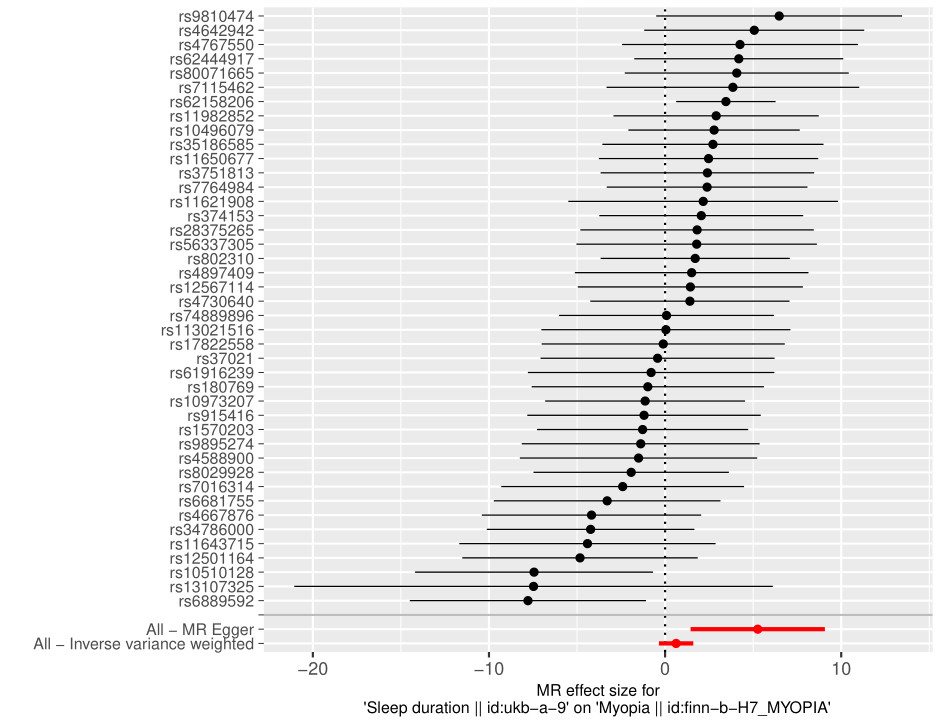 rs9810474
rs4642942
rs4767550
rs62444917
rs80071665
rs7115462
rs62158206
rs11982852
rs10496079
rs35186585
rs11650677
rs3751813
rs7764984
rs11621908
rs374153
rs28375265
rs56337305
rs802310
rs4897409
rs12567114
rs4730640
rs74889896
rs113021516
rs17822558
rs37021
rs61916239
rs180769
rs10973207
rs915416
rs1570203
rs9895274
rs4588900
rs8029928
rs7016314
rs6681755
rs4667876
rs34786000
rs11643715
rs12501164
rs10510128
rs13107325
rs6889592
All − MR Egger
All − Inverse variance weighted
−20 −10 0 10
MR effect size for
'Sleep duration || id:ukb−a−9' on 'Myopia || id:finn−b−H7_MYOPIA'